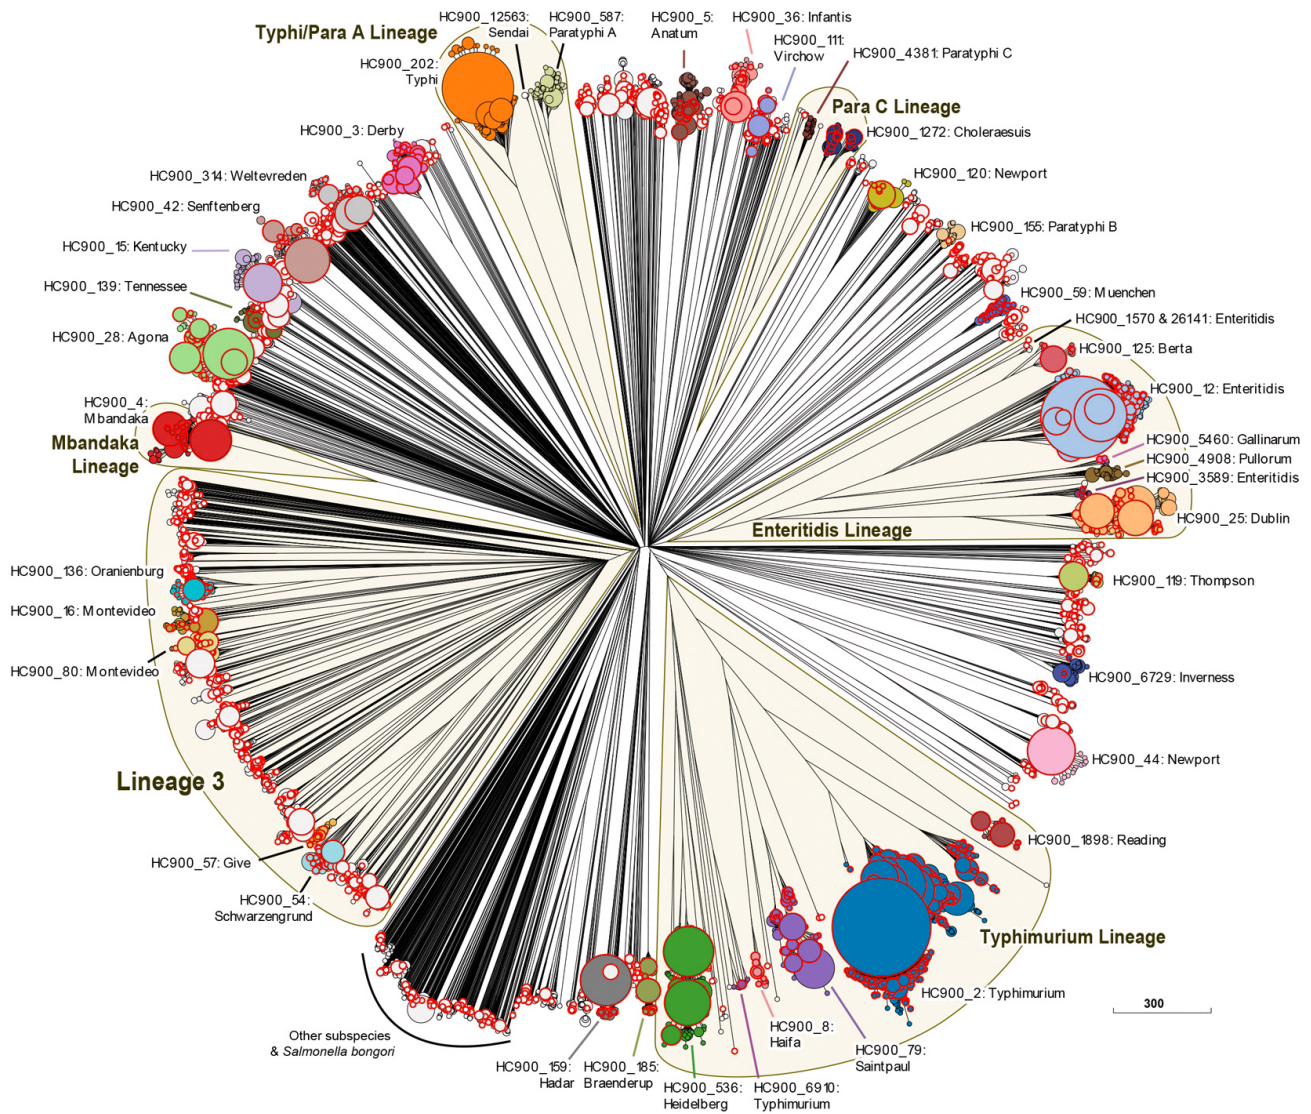 HC900_12563:
Sendai
HC900_587:
Paratyphi A
HC900_5:
Anatum
HC900_36: Infantis
HC900_111:
Virchow
HC900_4381: Paratyphi C
Typhi/Para A Lineage
HC900_202:
Typhi
Para C Lineage
HC900_1272: Choleraesuis
HC900_3: Derby
HC900_120: Newport
HC900_314: Weltevreden
HC900_42: Senftenberg
HC900_155: Paratyphi B
HC900_15: Kentucky
HC900_139: Tennessee
HC900_59: Muenchen
HC900_1570 & 26141: Enteritidis
HC900_28: Agona
HC900_125: Berta
HC900_12: Enteritidis
HC900_4:
Mbandaka
Mbandaka
Lineage
HC900_5460: Gallinarum
HC900_4908: Pullorum
HC900_3589: Enteritidis
HC900_25: Dublin
Enteritidis Lineage
HC900_136: Oranienburg
HC900_119: Thompson
HC900_16: Montevideo
HC900_80: Montevideo
HC900_6729: Inverness
HC900_44: Newport
Lineage 3
HC900_57: Give
HC900_54:
Schwarzengrund
HC900_1898: Reading
Typhimurium Lineage
HC900_2: Typhimurium
300
Other subspecies
& Salmonella bongori
HC900_159:
Hadar
HC900_185:
Braenderup
HC900_536:
Heidelberg
HC900_6910:
Typhimurium
HC900_8:
Haifa
HC900_79:
Saintpaul